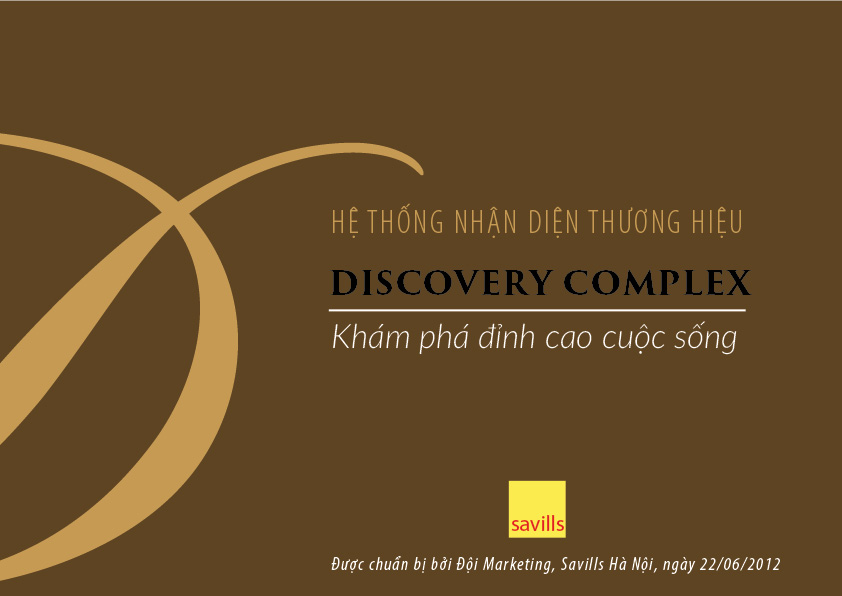 HỆ THỐNG NHẬN DIỆN THƯƠNG HIỆU
DISCOVERY COMPLEX
Khám phá đỉnh cao cuộc sống
savills
Được chuẩn bị bởi Đội Marketing, Savills Hà Nội, ngày 22/06/2012